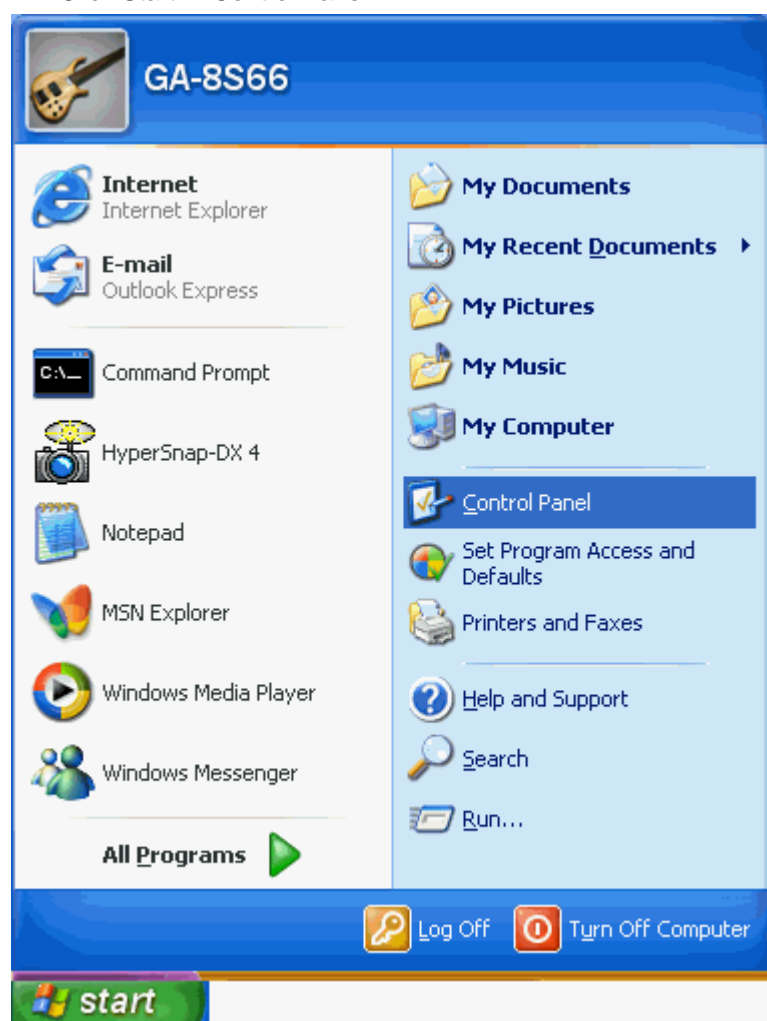 GA-8S66
Internet
Internet Explorer
E-mail
Outlook Express
C:\_
Command Prompt
HyperSnap-DX 4
Notepad
MSN Explorer
Windows Media Player
Windows Messenger
All Programs
My Documents
My Recent Documents
My Pictures
My Music
My Computer
Control Panel
Set Program Access and
Defaults
Printers and Faxes
Help and Support
Search
Run...
Log Off
Turn Off Computer
start